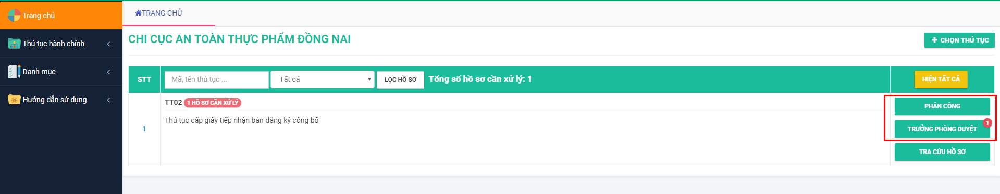 Trang chủ
Thủ tục hành chính
Danh mục
Hướng dẫn sử dụng
TRANG CHỦ
CHI CỤC AN TOÀN THỰC PHẨM ĐỒNG NAI
CHỌN THỦ TỤC
STT
Mã, tên thủ tục ...
Tất cả
LỌC HỒ SƠ
Tổng số hồ sơ cần xử lý: 1
HIỆN TẤT CẢ
1
TT02 1 HỒ SƠ CẦN XỬ LÝ
Thủ tục cấp giấy tiếp nhận bản đăng ký công bố
PHÂN CÔNG
TRƯỞNG PHÒNG DUYỆT 1
TRA CỨU HỒ SƠ